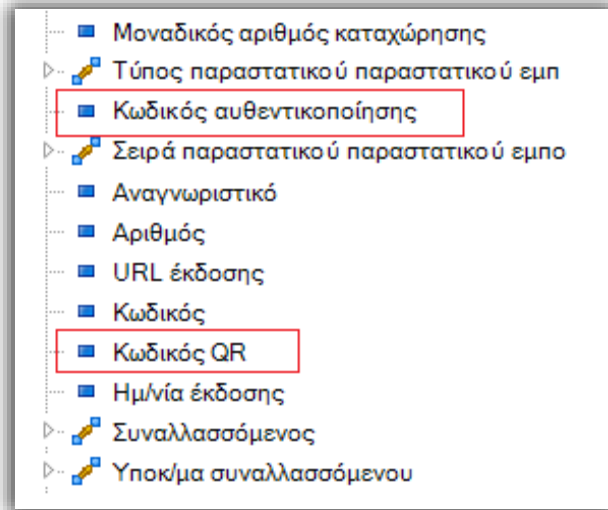 Μοναδικός αριθμός καταχώρησης
Τύπος παραστατικού παραστατικού εμπ
Κωδικός αυθεντικοποίησης
Σειρά παραστατικού παραστατικού εμπο
Αναγνωριστικό
Αριθμός
URL έκδοσης
Κωδικός
Κωδικός QR
Ημ/νία έκδοσης
Συναλλασσόμενος
Υποκ/μα συναλλασσόμενου